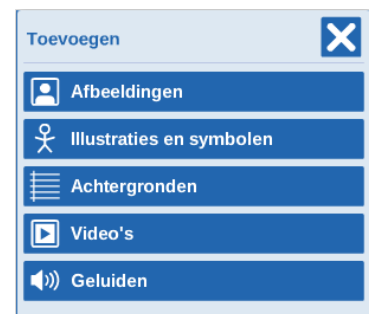 Toevoegen
Afbeeldingen
Illustraties en symbolen
Achtergronden
Video's
Geluiden